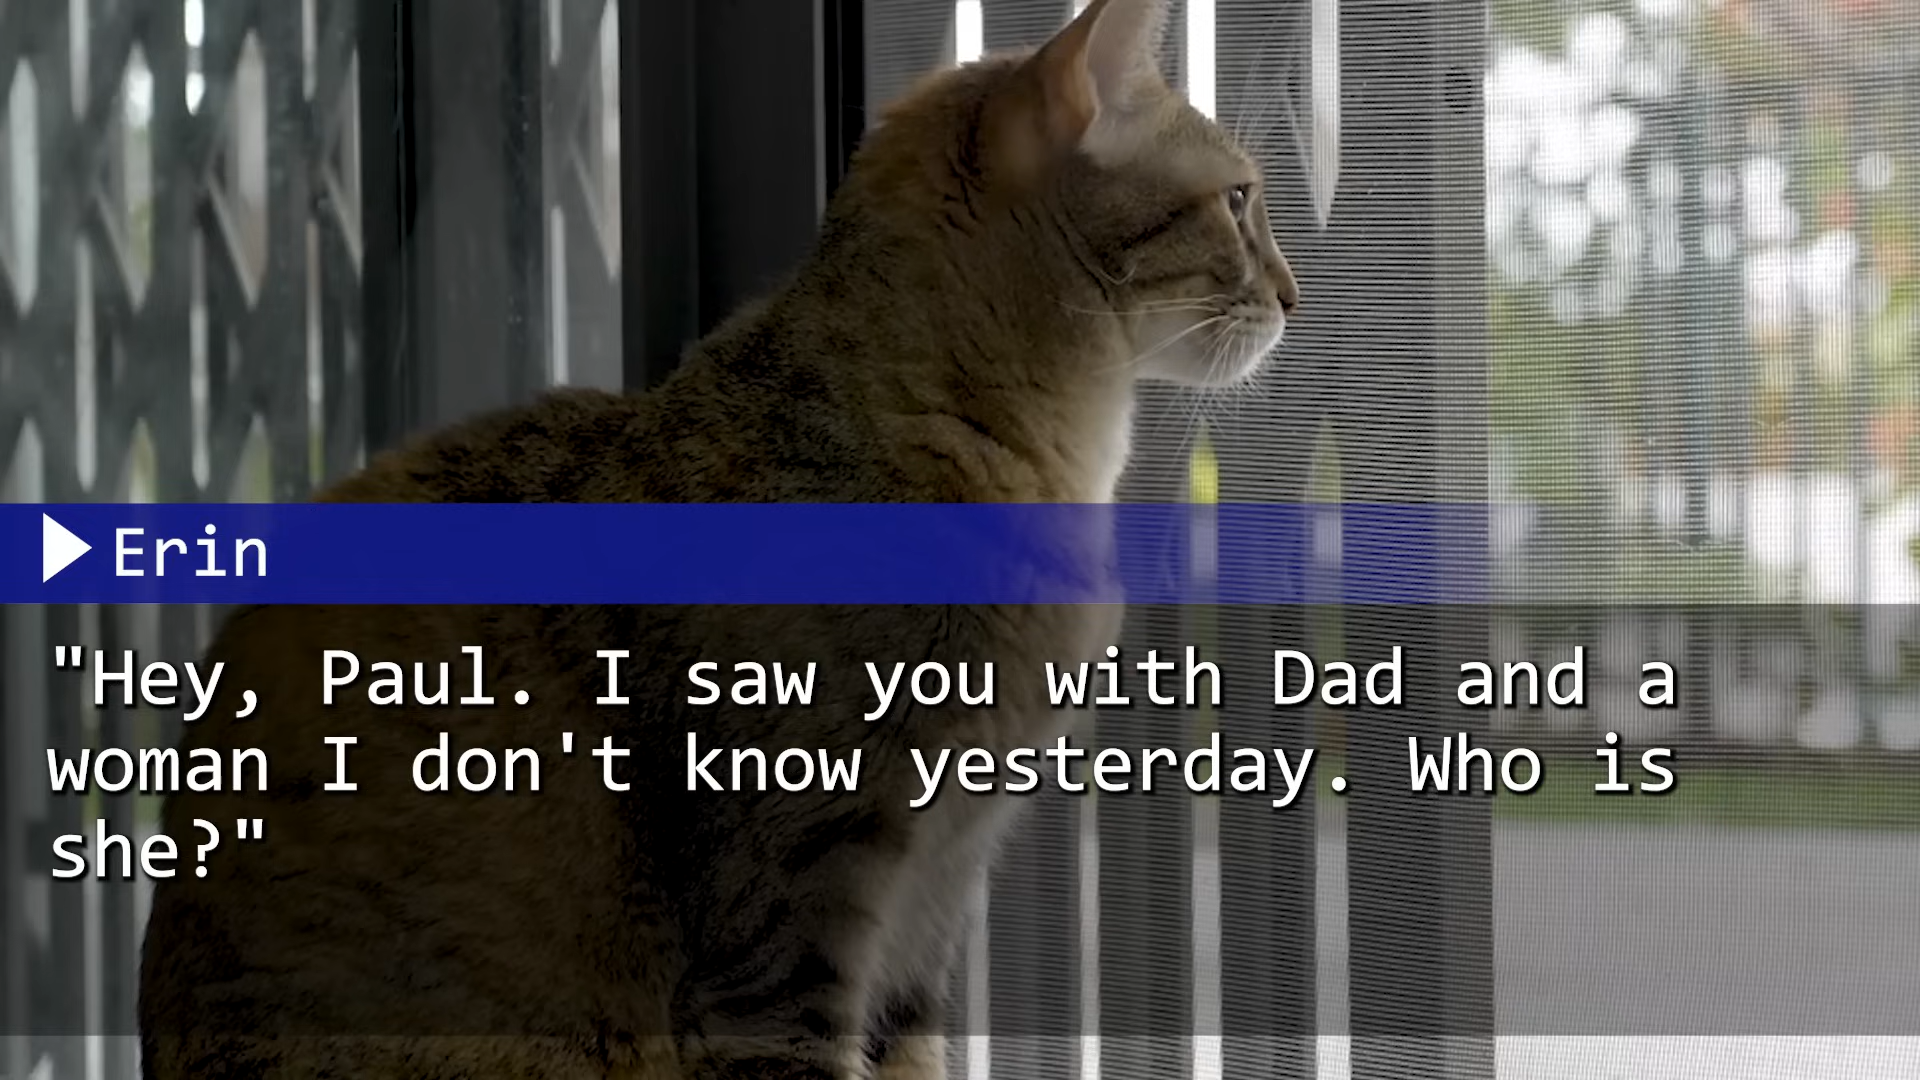 Erin
"Hey, Paul. I saw you with Dad and a
woman I don't know yesterday. Who is
she?"